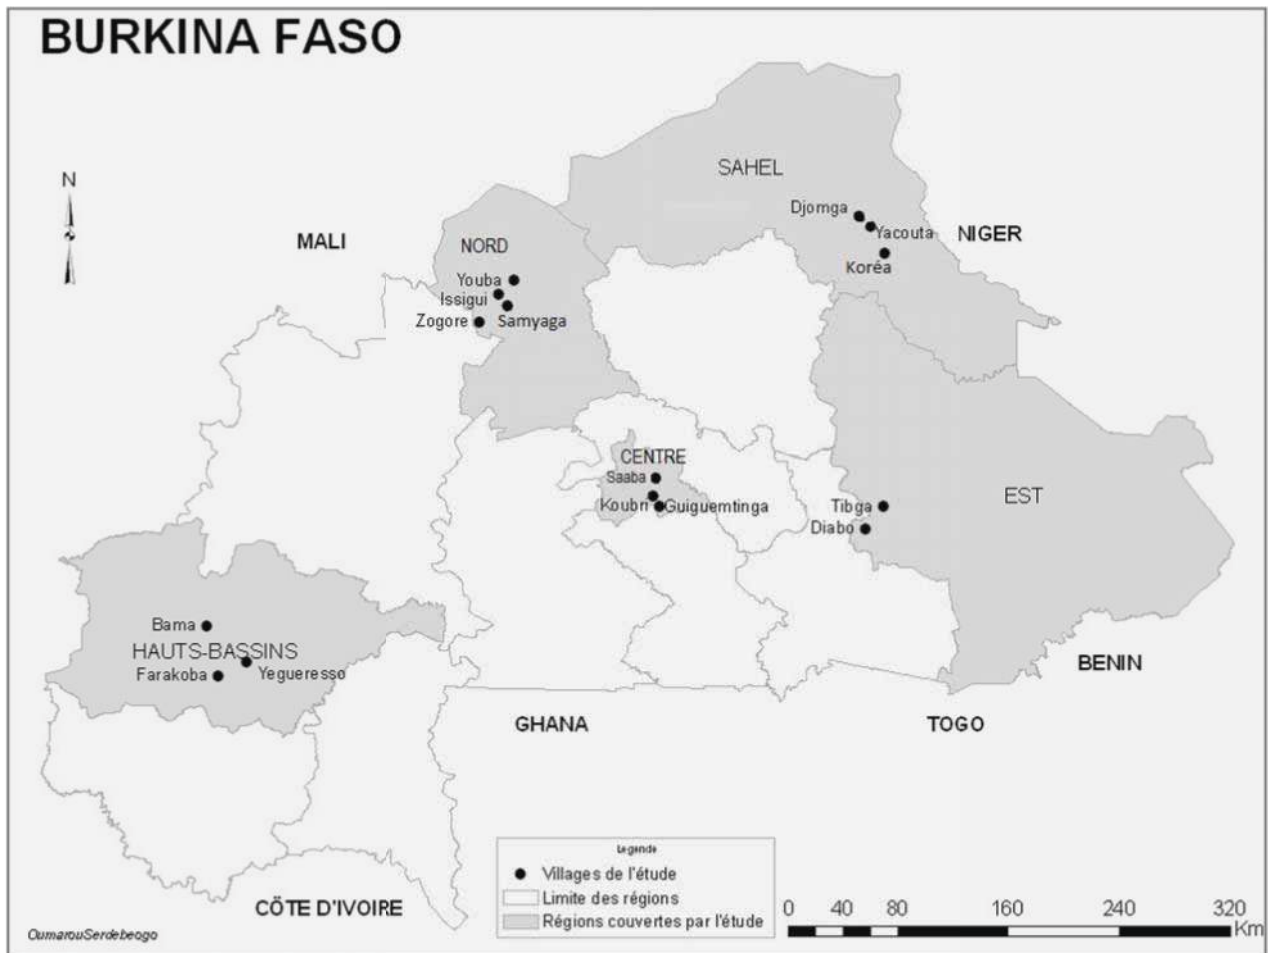 BURKINA FASO
N
SAHEL
Djomga
Yacouta
Koréa
NIGER
MALI
NORD
Youba
Issigui
Zogore
Samyaga
CENTRE
Saaba
Koubri
Guiguemtinga
EST
Tibga
Diabo
Bama
HAUTS-BASSINS
Farakoba
Yegueresso
BENIN
GHANA
TOGO
CÖTE D'IVOIRE
Legende
Villages de l'étude
Limite des régions
Régions couvertes par l'étude
0 40 80 160 240 320
Km
OumarouSerdebeogo